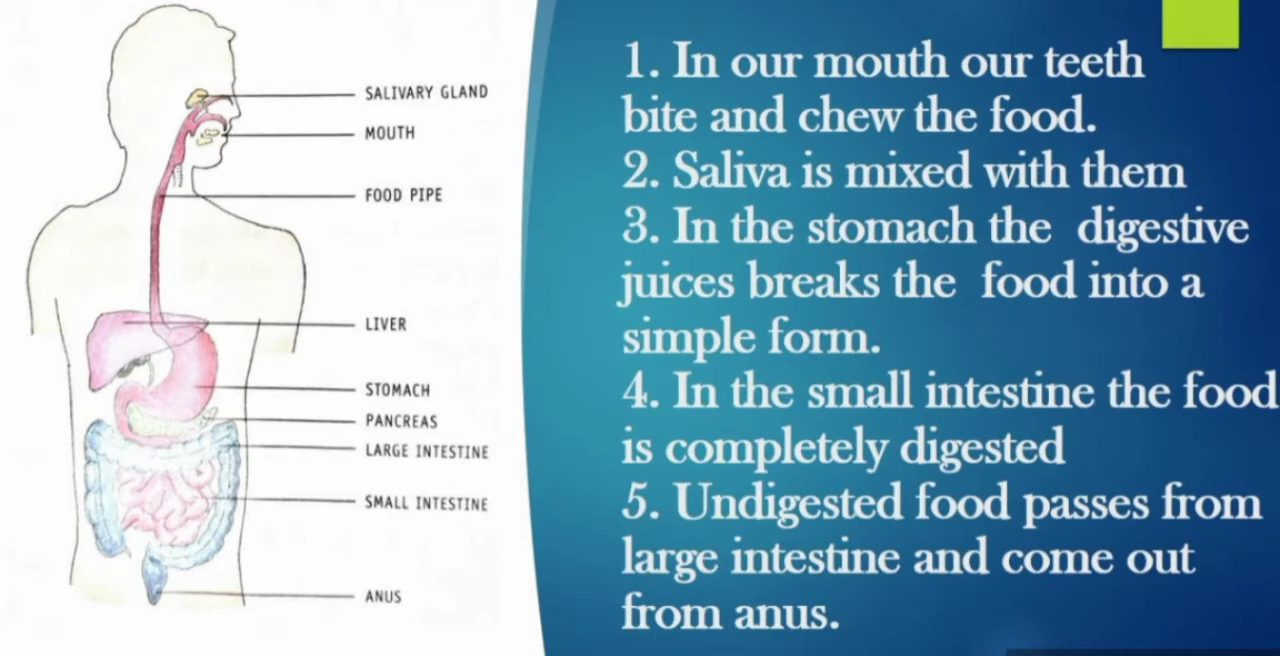 SALIVARY GLAND
MOUTH
FOOD PIPE
LIVER
STOMACH
PANCREAS
LARGE INTESTINE
SMALL INTESTINE
ANUS
1. In our mouth our teeth
bite and chew the food.
2. Saliva is mixed with them
3. In the stomach the digestive
juices breaks the food into a
simple form.
4. In the small intestine the food
is completely digested
5. Undigested food passes from
large intestine and come out
from anus.